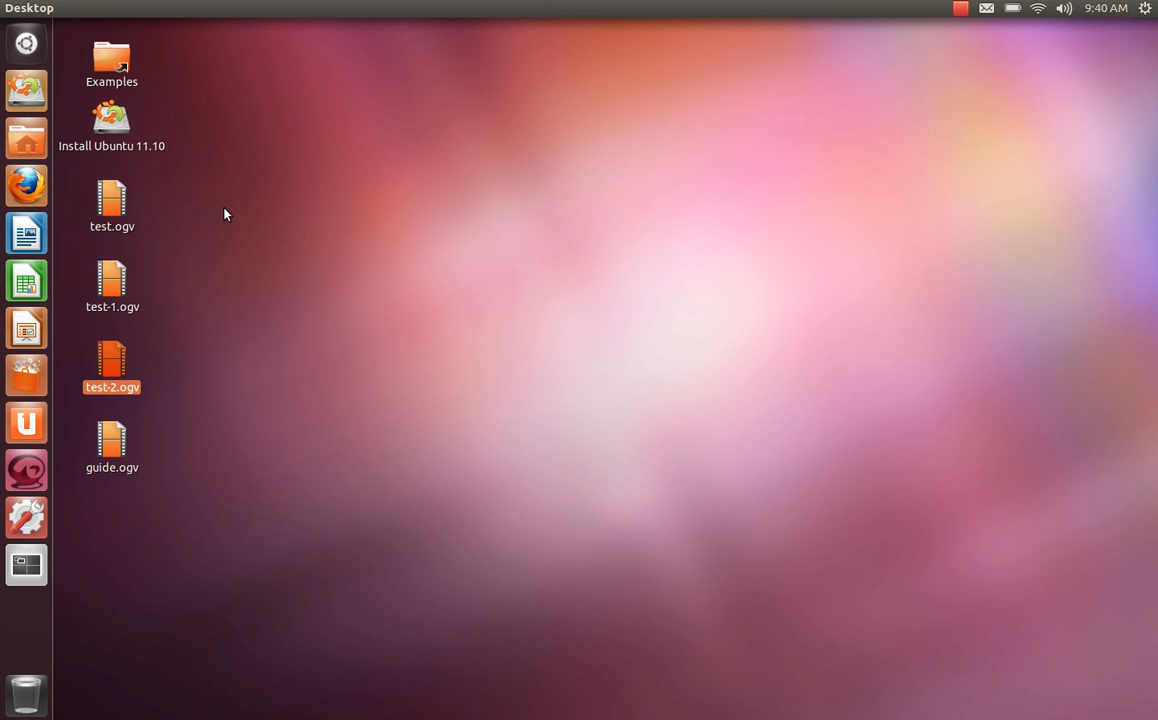 Desktop
9:40 AM
Examples
Install Ubuntu 11.10
test.ogv
test-1.ogv
test-2.ogv
guide.ogv